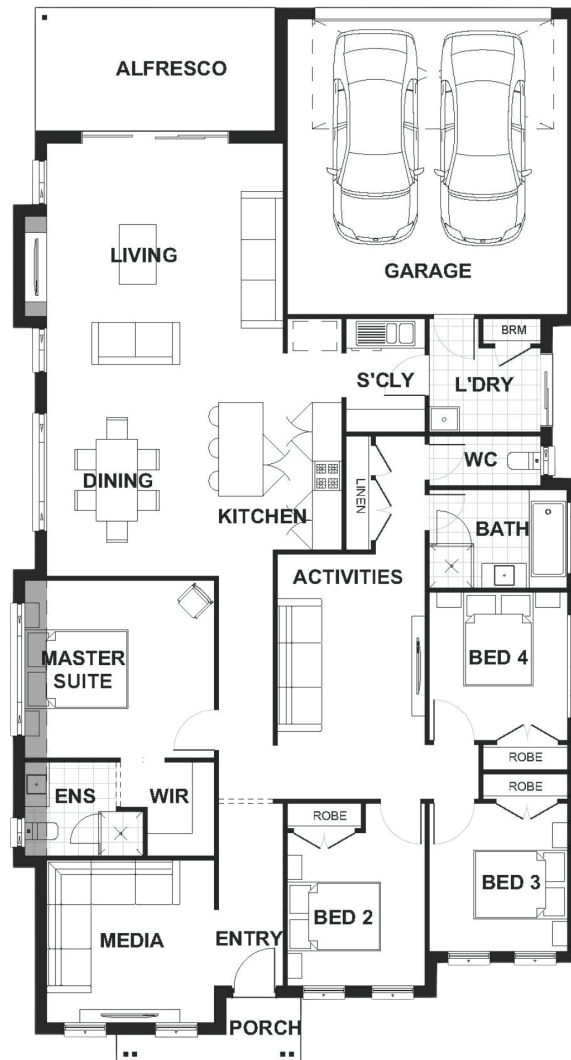 ALFRESCO
LIVING
GARAGE
BRM
S'CLY
L'DRY
WC
DINING
LINEN
KITCHEN
BATH
ACTIVITIES
MASTER
SUITE
BED 4
ROBE
ROBE
ENS
WIR
ROBE
BED 3
BED 2
MEDIA
ENTRY
PORCH